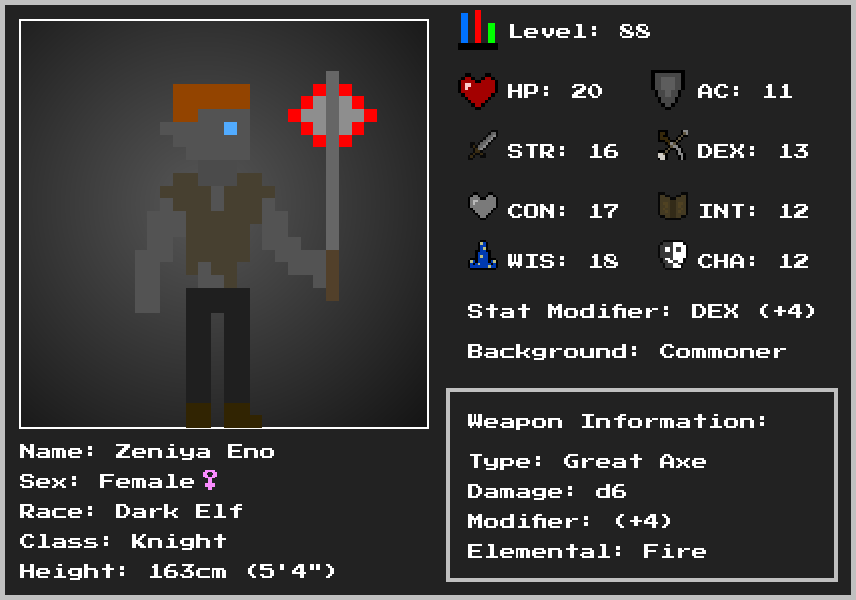 Level: 88
HP: 20
AC: 11
STR: 16
DEX: 13
CON: 17
INT: 12
WIS: 18
CHA: 12
Stat Modifier: DEX (+4)
Background: Commoner
Weapon Information:
Type: Great Axe
Damage: d6
Modifier: (+4)
Elemental: Fire
Name: Zeniya Eno
Sex: Female♀
Race: Dark Elf
Class: Knight
Height: 163cm (5'4")